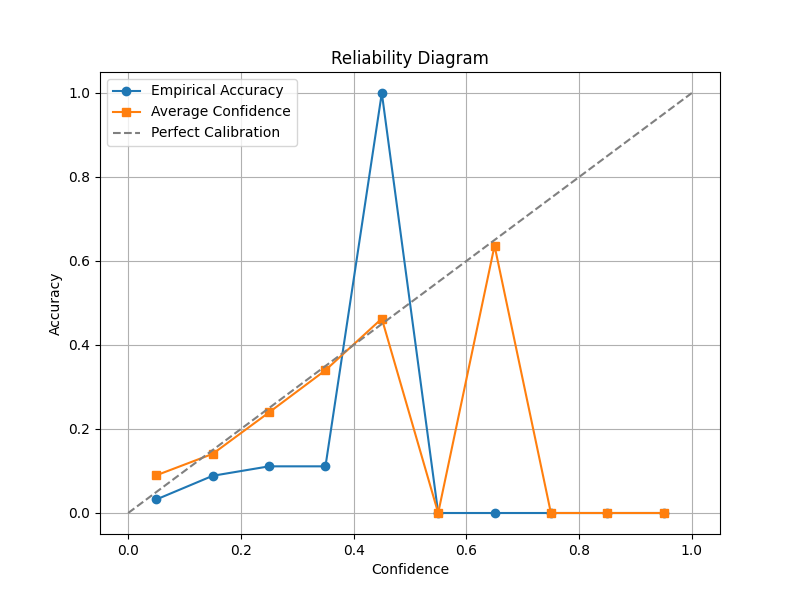 Reliability Diagram
Empirical Accuracy
Average Confidence
Perfect Calibration
Accuracy
1.0
0.8
0.6
0.4
0.2
0.0
0.0 0.2 0.4 0.6 0.8 1.0
Confidence